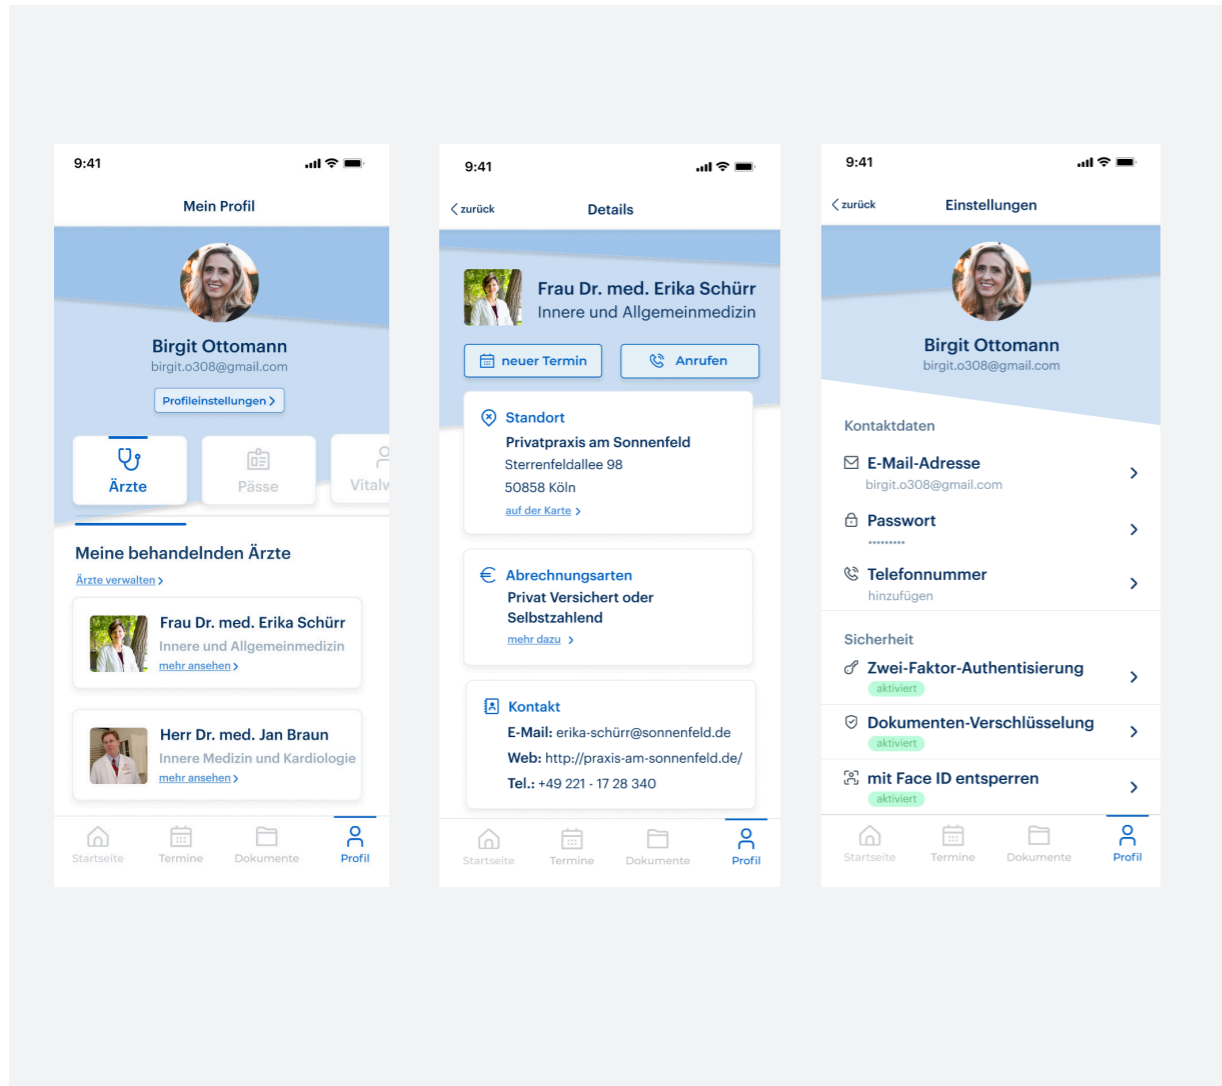 9:41
Mein Profil
Birgit Ottomann
birgit.o308@gmail.com
Profileinstellungen
Ärzte
Pässe
Vitalw
Meine behandelnden Ärzte
Ärzte verwalten
Frau Dr. med. Erika Schürr
Innere und Allgemeinmedizin
mehr ansehen
Herr Dr. med. Jan Braun
Innere Medizin und Kardiologie
mehr ansehen
Startseite
Termine
Dokumente
Profil
9:41
zurück
Details
Frau Dr. med. Erika Schürr
Innere und Allgemeinmedizin
neuer Termin
Anrufen
Standort
Privatpraxis am Sonnenfeld
Sterrenfeldallee 98
50858 Köln
auf der Karte
Abrechnungsarten
Privat Versichert oder
Selbstzahlend
mehr dazu
Kontakt
E-Mail: erika-schürr@sonnenfeld.de
Web: http://praxis-am-sonnenfeld.de/
Tel.: +49 221 - 17 28 340
Startseite
Termine
Dokumente
Profil
9:41
zurück
Einstellungen
Birgit Ottomann
birgit.o308@gmail.com
Kontaktdaten
E-Mail-Adresse
birgit.o308@gmail.com
Passwort
•••••••••
Telefonnummer
hinzufügen
Sicherheit
Zwei-Faktor-Authentisierung
aktiviert
Dokumenten-Verschlüsselung
aktiviert
mit Face ID entsperren
aktiviert
Startseite
Termine
Dokumente
Profil